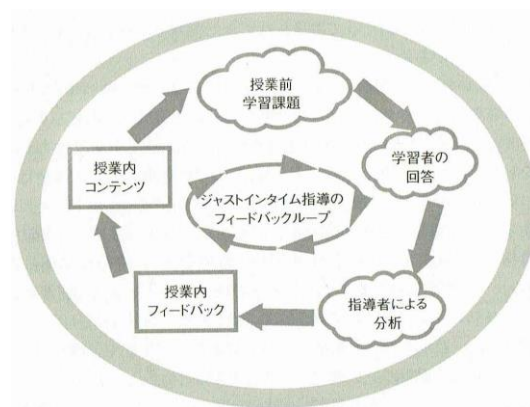 授業前
学習課題
学習者の
回答
指導者による
分析
授業内
フィードバック
授業内
コンテンツ
ジャストインタイム指導の
フィードバックループ